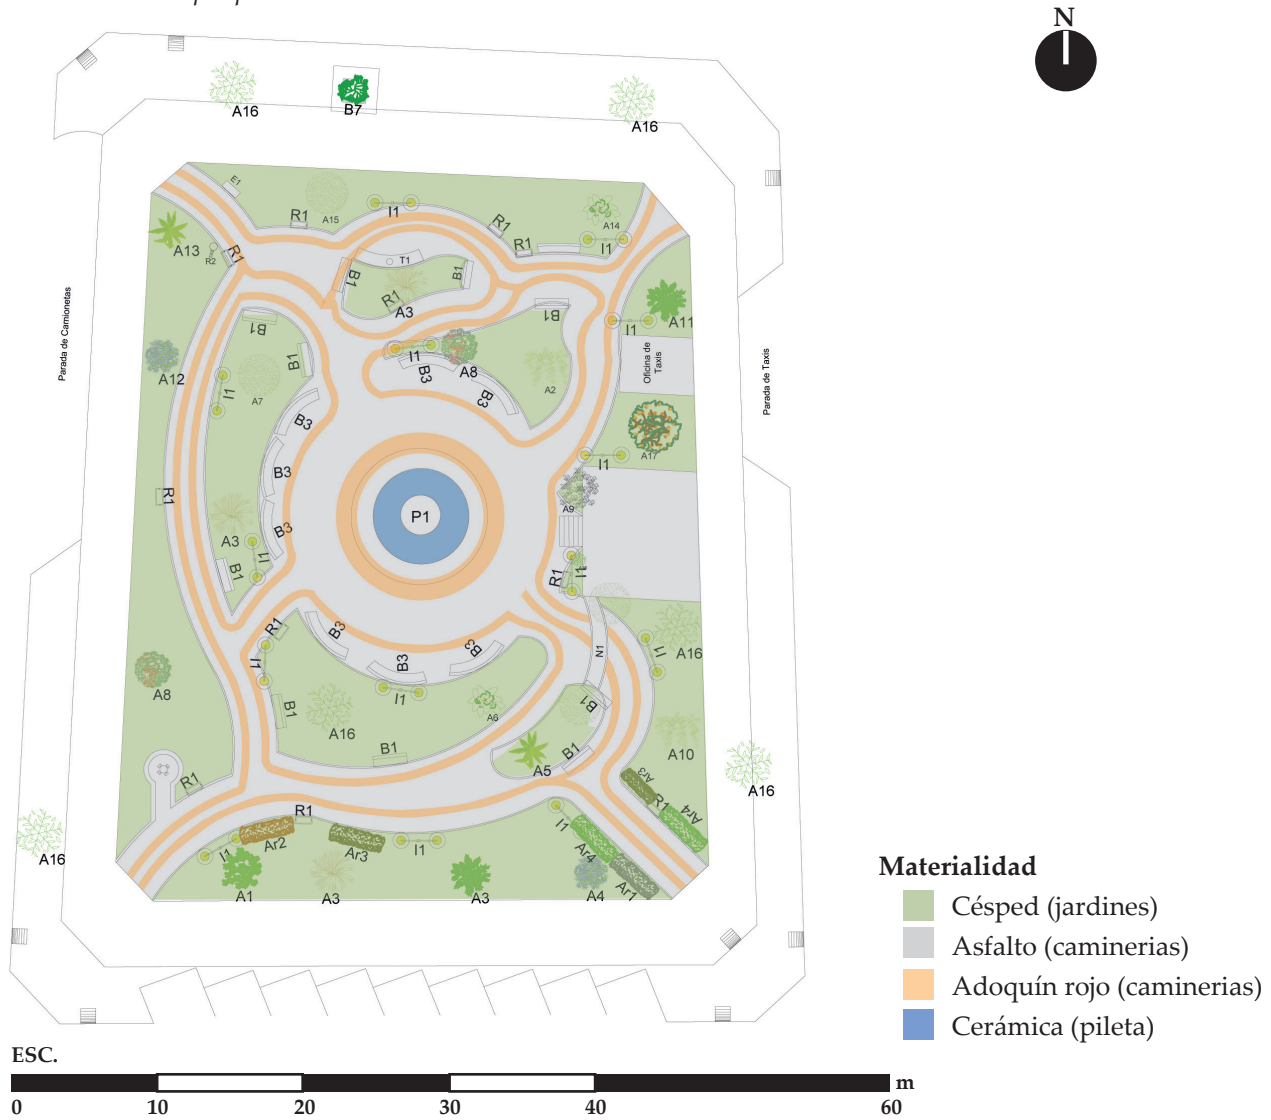 N
A16
B7
A16
E1
R1
A15
I1
R1
A14
R1
I1
A13
R2
R1
B1
T1
B1
R1
A3
B1
I1
A11
Parada de Camionetas
B1
B1
I1
A8
B3
A2
Oficina de
Taxis
Parada de Taxis
A12
I1
A7
B3
B3
A17
I1
B3
R1
P1
A9
A3
B3
I1
B1
R1
I1
R1
B3
B3
B3
N1
I1
A16
I1
A8
B1
A16
I1
A6
B1
A10
B1
A5
B1
A16
R1
Ar3
R1
Ar4
R1
I1
Ar2
Ar3
I1
I1
Ar4
Ar1
A16
A1
A3
A3
A4
Materialidad
Césped (jardines)
Asfalto (caminerias)
Adoquín rojo (caminerias)
Cerámica (pileta)
ESC.
m
0 10 20 30 40 60